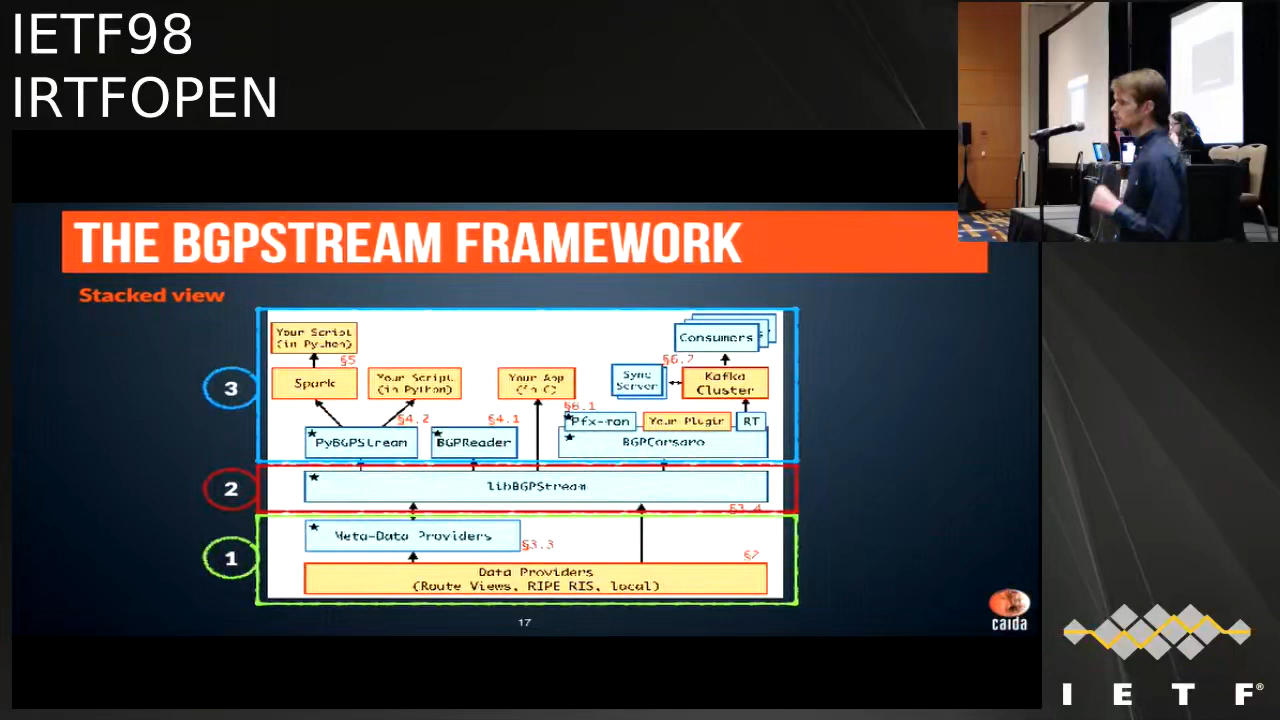 IETF98
IRTFOPEN
THE BGPSTREAM FRAMEWORK
Stacked view
Your Script
(in Python)
§5
Spark
Your Script
(in Python)
§4.2
PyBGPStream
§4.1
BGPReader
Your App
(in C)
Consumers
§6.2
Sync
Server
Kafka
Cluster
§6.1
Pfx-mon
Your Plugin
RT
BGPCorsaro
3
2
libBGPStream
§3.4
1
Meta-Data Providers
§3.3
§2
Data Providers
(Route Views, RIPE RIS, local)
17
caida
I E T F®